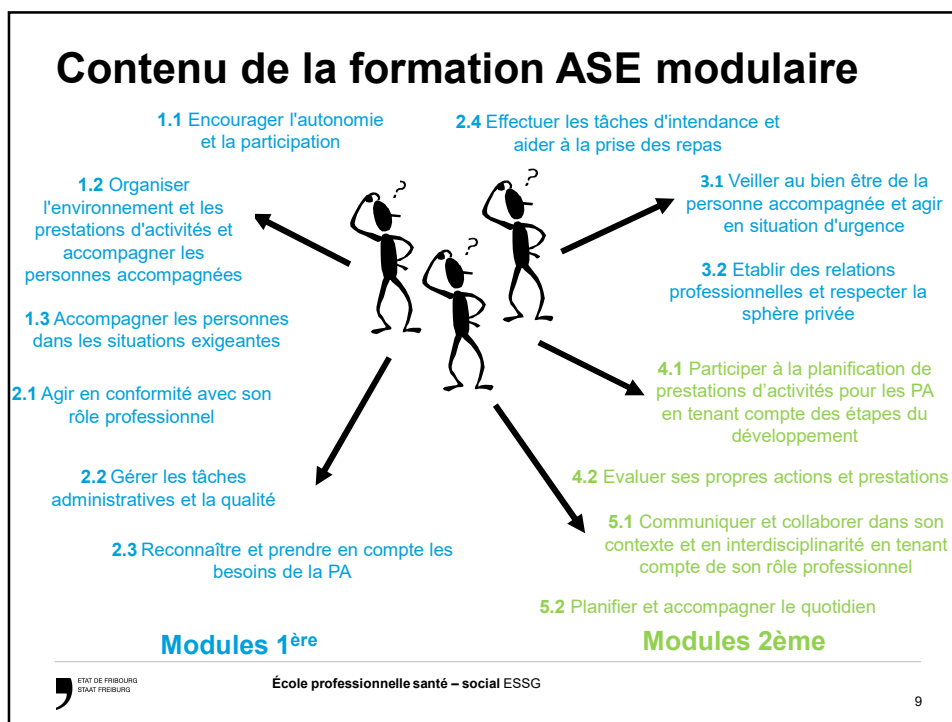 Contenu de la formation ASE modulaire
1.1 Encourager l'autonomie
et la participation
2.4 Effectuer les tâches d'intendance et
aider à la prise des repas
1.2 Organiser
l'environnement et les
prestations d'activités et
accompagner les
personnes accompagnées
3.1 Veiller au bien être de la
personne accompagnée et agir
en situation d'urgence
3.2 Etablir des relations
professionnelles et respecter la
sphère privée
1.3 Accompagner les personnes
dans les situations exigeantes
2.1 Agir en conformité avec son
rôle professionnel
4.1 Participer à la planification de
prestations d’activités pour les PA
en tenant compte des étapes du
développement
2.2 Gérer les tâches
administratives et la qualité
4.2 Evaluer ses propres actions et prestations
2.3 Reconnaître et prendre en compte les
besoins de la PA
5.1 Communiquer et collaborer dans son
contexte et en interdisciplinarité en tenant
compte de son rôle professionnel
5.2 Planifier et accompagner le quotidien
Modules 1ère
Modules 2ème
?
?
?
ETAT DE FRIBOURG
STAAT FREIBURG
École professionnelle santé – social ESSG
9